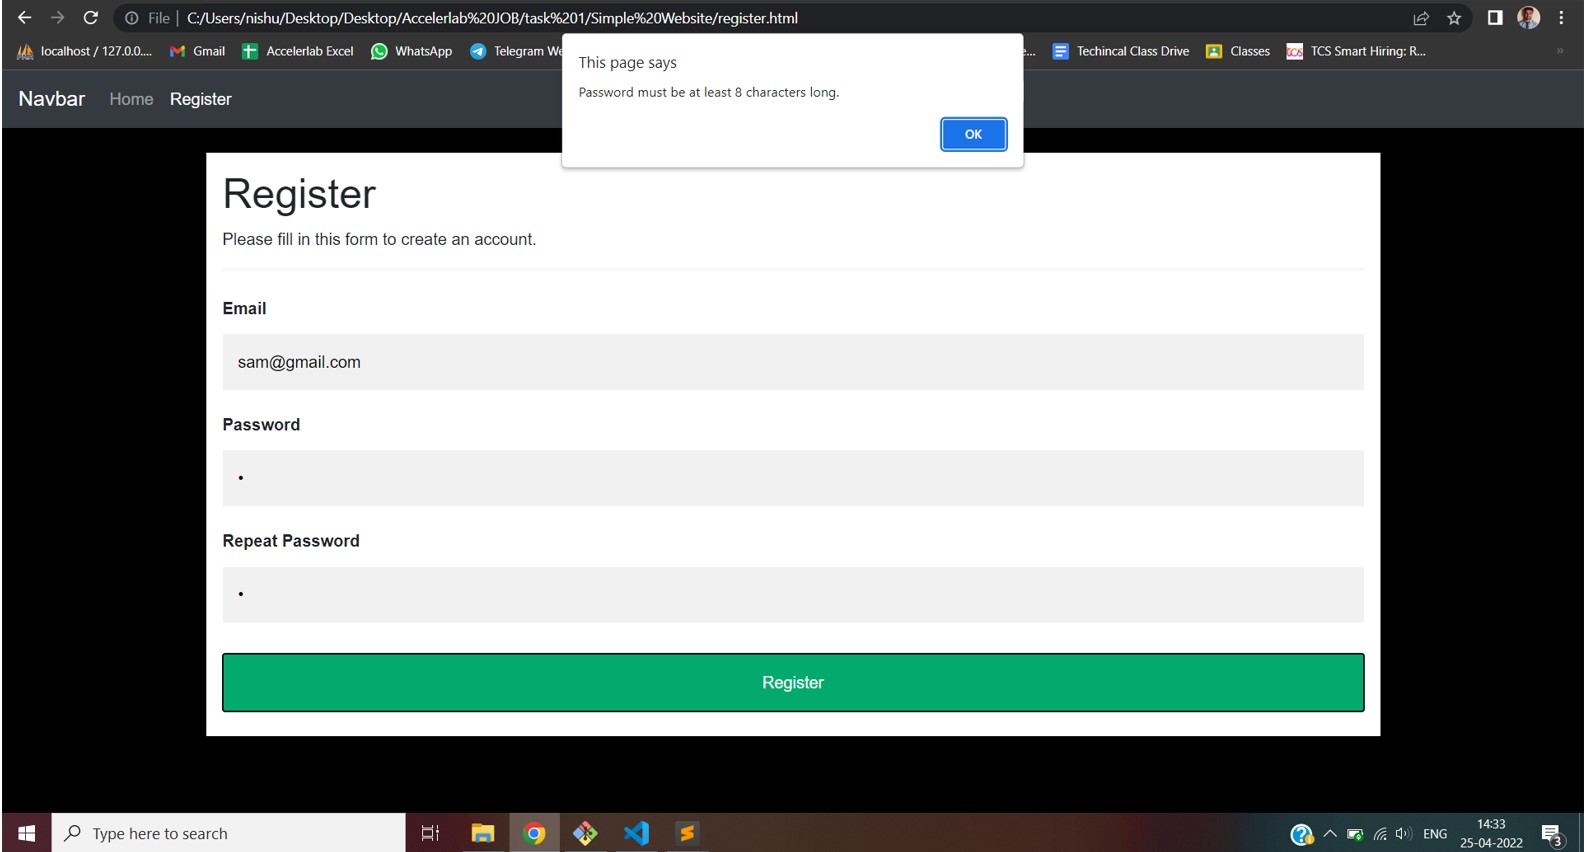 File | C:/Users/nishu/Desktop/Desktop/Accelerlab%20JOB/task%201/Simple%20Website/register.html
localhost / 127.0.0.... Gmail Accelerlab Excel WhatsApp Telegram We e... Techincal Class Drive Classes tcs TCS Smart Hiring: R... »
This page says
Password must be at least 8 characters long.
OK
Navbar Home Register
Register
Please fill in this form to create an account.
Email
sam@gmail.com
Password
•
Repeat Password
•
Register
Type here to search
ENG
14:33
25-04-2022
3